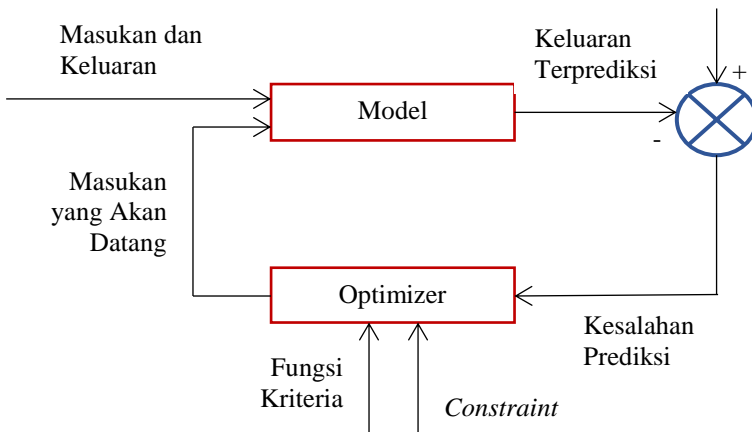 Masukan dan
Keluaran
Keluaran
Terprediksi
+
Model
-
Masukan
yang Akan
Datang
Optimizer
Kesalahan
Prediksi
Fungsi
Kriteria
Constraint